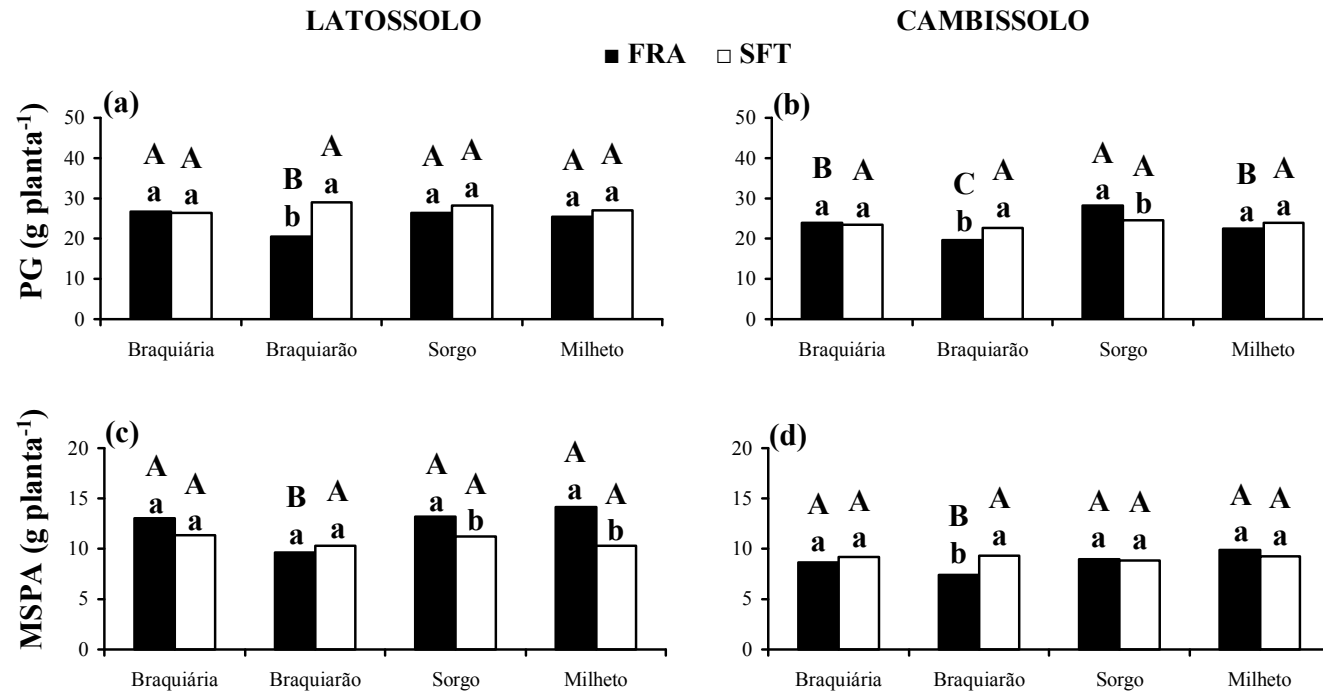 LATOSSOLO CAMBISSOLO
■ FRA □ SFT
PG (g planta⁻¹)
(a)
50
40
30
20
10
0
A A B A A A A A
a a b a a a a a
Braquiária Braquiarão Sorgo Milheto
(b)
50
40
30
20
10
0
B A C A A A B A
a a b a a b a a
Braquiária Braquiarão Sorgo Milheto
MSPA (g planta⁻¹)
(c)
20
15
10
5
0
A A B A A A A A
a a a a a b a b
Braquiária Braquiarão Sorgo Milheto
(d)
20
15
10
5
0
A A B A A A A A
a a b a a a a a
Braquiária Braquiarão Sorgo Milheto